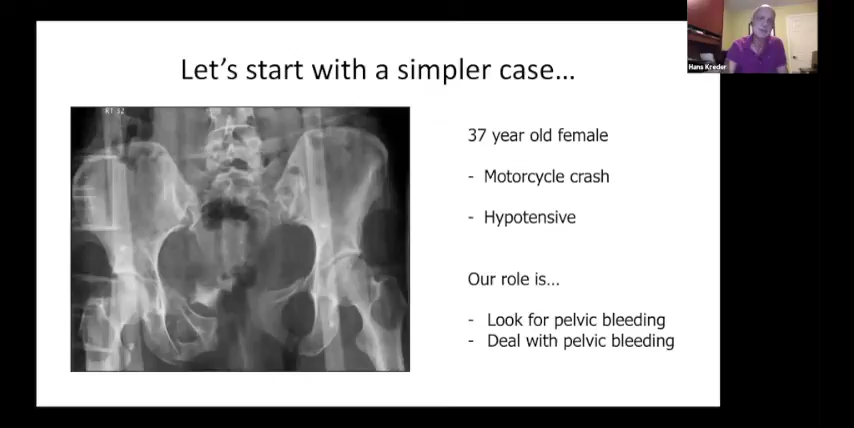 Let's start with a simpler case...
Hans Kreder
RT 32
37 year old female
- Motorcycle crash
- Hypotensive
Our role is...
- Look for pelvic bleeding
- Deal with pelvic bleeding